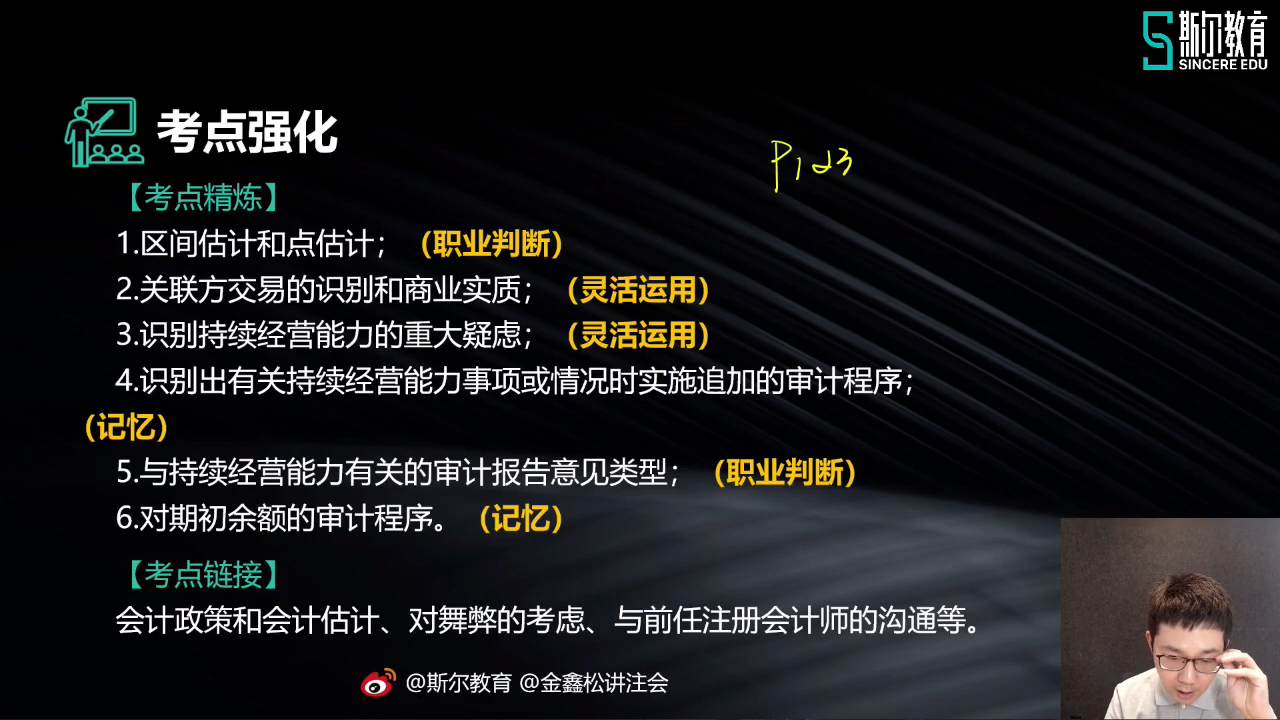 斯尔教育
SINCERE EDU
考点强化
P123
【考点精炼】
1.区间估计和点估计；（职业判断）
2.关联方交易的识别和商业实质；（灵活运用）
3.识别持续经营能力的重大疑虑；（灵活运用）
4.识别出有关持续经营能力事项或情况时实施追加的审计程序；
（记忆）
5.与持续经营能力有关的审计报告意见类型；（职业判断）
6.对期初余额的审计程序。（记忆）
【考点链接】
会计政策和会计估计、对舞弊的考虑、与前任注册会计师的沟通等。
@斯尔教育 @金鑫松讲注会